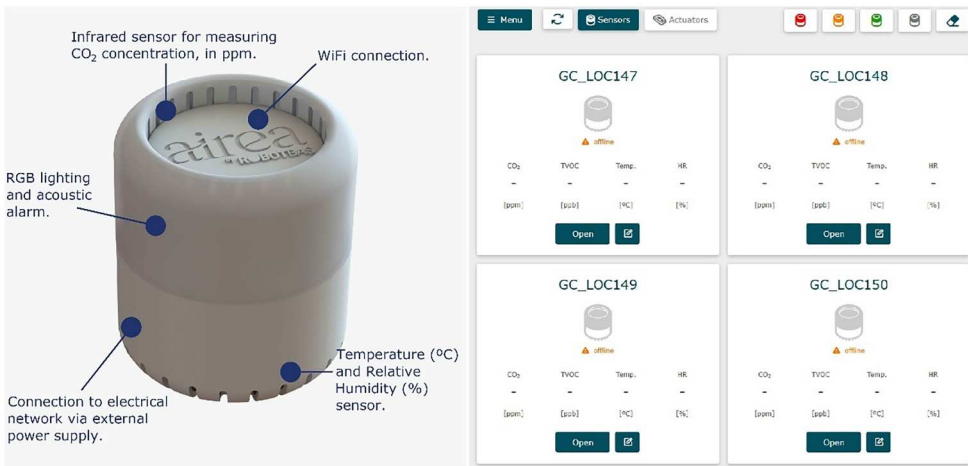 Infrared sensor for measuring
CO₂ concentration, in ppm.
WiFi connection.
airea
BY ROBOTBAS
RGB lighting
and acoustic
alarm.
Temperature (ºC)
and Relative
Humidity (%)
sensor.
Connection to electrical
network via external
power supply.
Menu
Sensors
Actuators
GC_LOC147
offline
CO₂ TVOC Temp. HR
- - - -
[ppm] [ppb] [ºC] [%]
Open
GC_LOC148
offline
CO₂ TVOC Temp. HR
- - - -
[ppm] [ppb] [ºC] [%]
Open
GC_LOC149
offline
CO₂ TVOC Temp. HR
- - - -
[ppm] [ppb] [ºC] [%]
Open
GC_LOC150
offline
CO₂ TVOC Temp. HR
- - - -
[ppm] [ppb] [ºC] [%]
Open